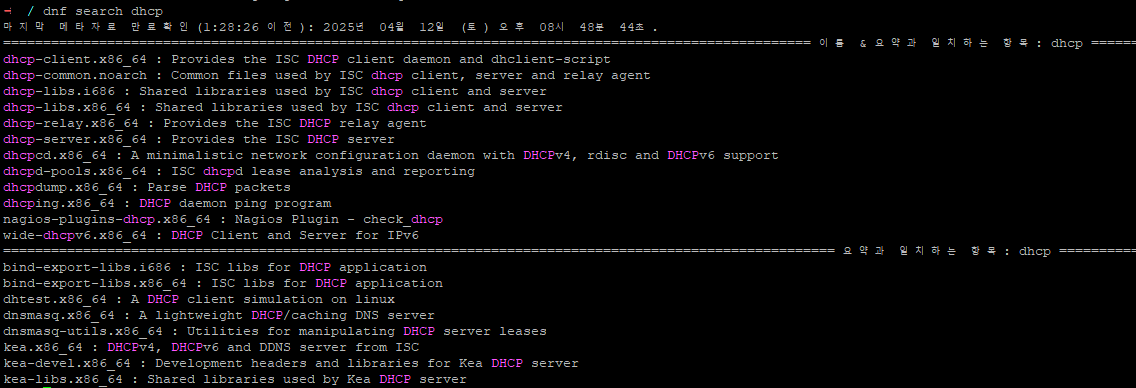 → / dnf search dhcp
마지막 메타자료 만료확인(1:28:26 이전): 2025년 04월 12일 (토) 오후 08시 48분 44초.
===================================================================================================== 이름 & 요약과 일치하는 항목: dhcp ======
dhcp-client.x86_64 : Provides the ISC DHCP client daemon and dhclient-script
dhcp-common.noarch : Common files used by ISC dhcp client, server and relay agent
dhcp-libs.i686 : Shared libraries used by ISC dhcp client and server
dhcp-libs.x86_64 : Shared libraries used by ISC dhcp client and server
dhcp-relay.x86_64 : Provides the ISC DHCP relay agent
dhcp-server.x86_64 : Provides the ISC DHCP server
dhcpcd.x86_64 : A minimalistic network configuration daemon with DHCPv4, rdisc and DHCPv6 support
dhcpd-pools.x86_64 : ISC dhcpd lease analysis and reporting
dhcpdump.x86_64 : Parse DHCP packets
dhcping.x86_64 : DHCP daemon ping program
nagios-plugins-dhcp.x86_64 : Nagios Plugin - check_dhcp
wide-dhcpv6.x86_64 : DHCP Client and Server for IPv6
======================================================================================================== 요약과 일치하는 항목: dhcp ==========
bind-export-libs.i686 : ISC libs for DHCP application
bind-export-libs.x86_64 : ISC libs for DHCP application
dhtest.x86_64 : A DHCP client simulation on linux
dnsmasq.x86_64 : A lightweight DHCP/caching DNS server
dnsmasq-utils.x86_64 : Utilities for manipulating DHCP server leases
kea.x86_64 : DHCPv4, DHCPv6 and DDNS server from ISC
kea-devel.x86_64 : Development headers and libraries for Kea DHCP server
kea-libs.x86_64 : Shared libraries used by Kea DHCP server